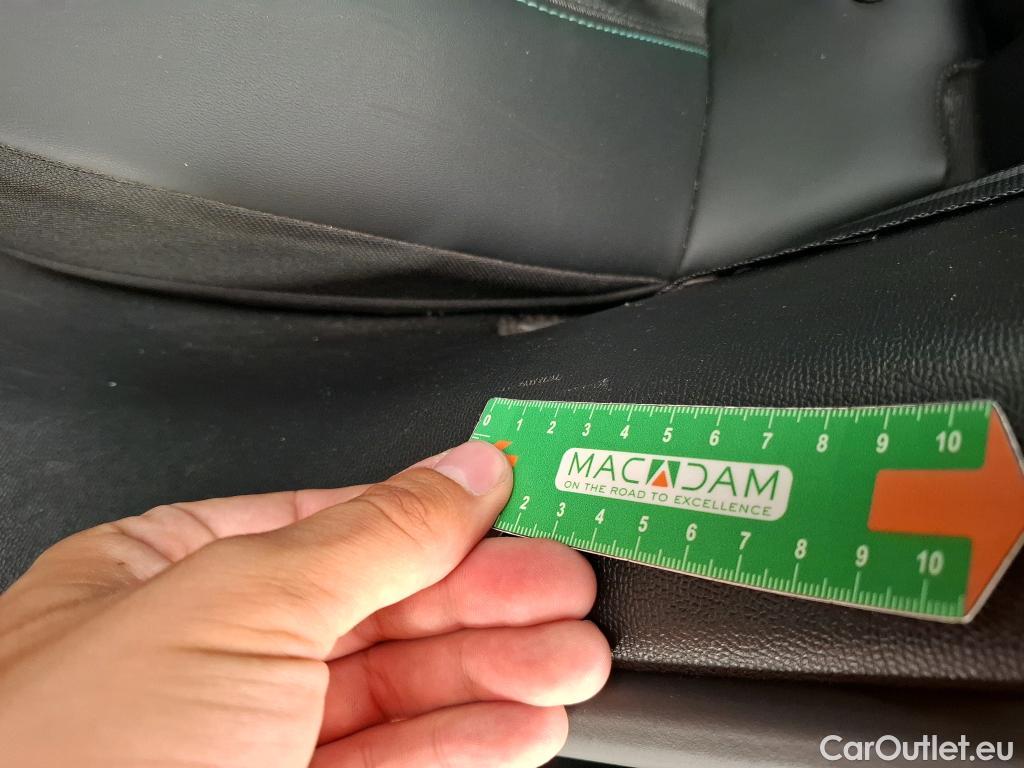 0 1 2 3 4 5 6 7 8 9 10
MACADAM
ON THE ROAD TO EXCELLENCE
2 3 4 5 6 7 8 9 10
CarOutlet.eu